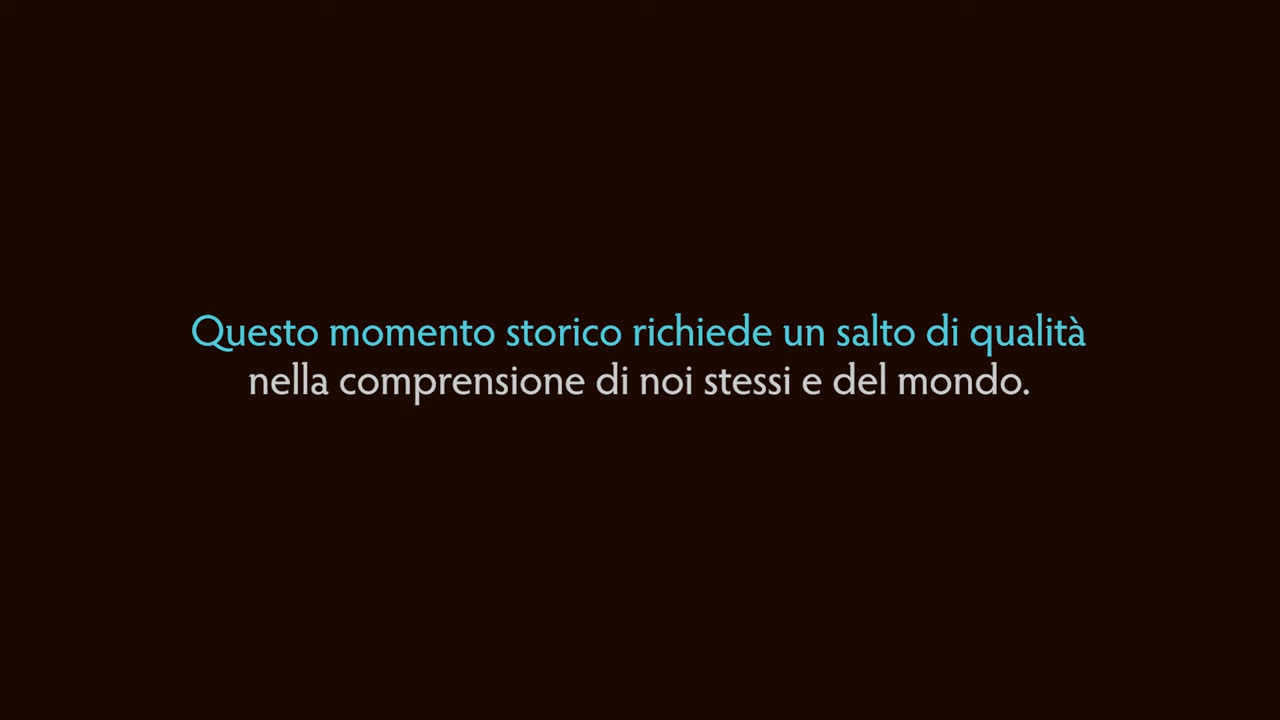 Questo momento storico richiede un salto di qualità
nella comprensione di noi stessi e del mondo.